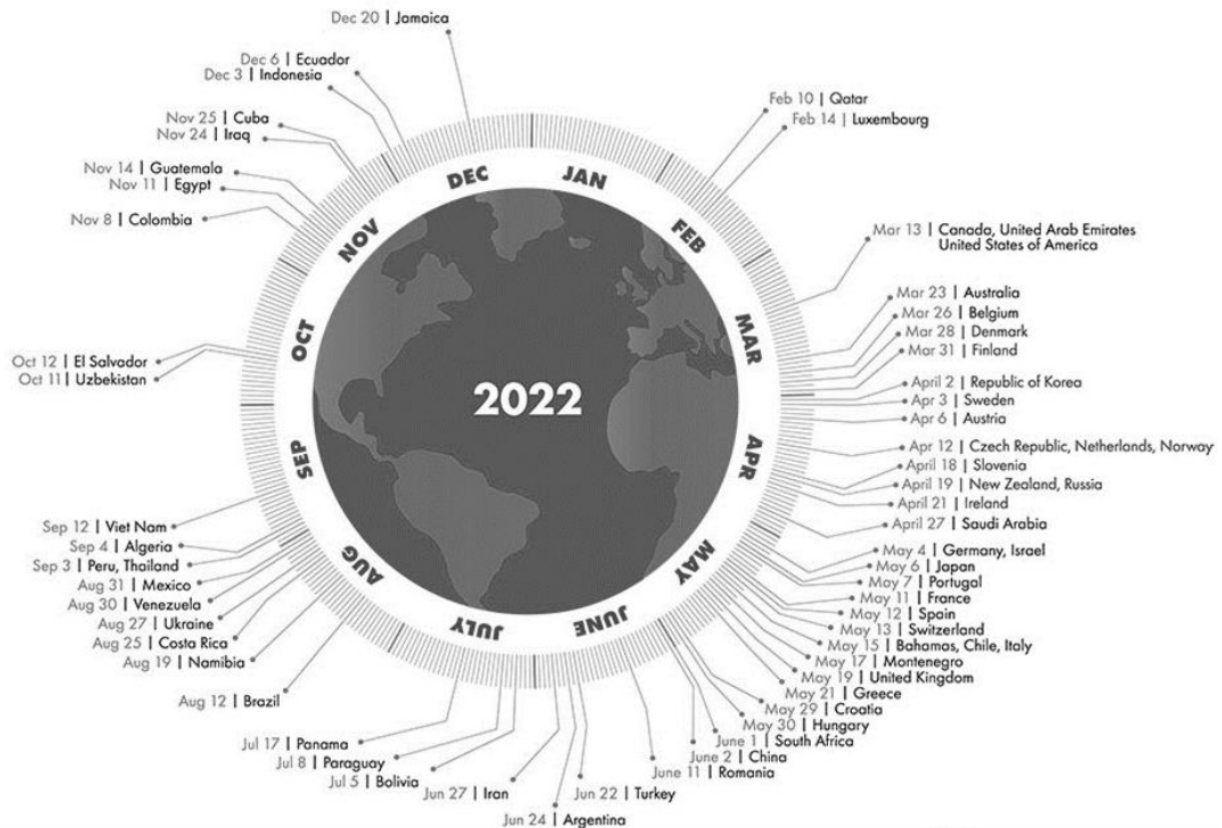 Dec 20 | Jamaica
Dec 6 | Ecuador
Dec 3 | Indonesia
Nov 25 | Cuba
Nov 24 | Iraq
Nov 14 | Guatemala
Nov 11 | Egypt
Nov 8 | Colombia
Oct 12 | El Salvador
Oct 11 | Uzbekistan
Sep 12 | Viet Nam
Sep 4 | Algeria
Sep 3 | Peru, Thailand
Aug 31 | Mexico
Aug 30 | Venezuela
Aug 27 | Ukraine
Aug 25 | Costa Rica
Aug 19 | Namibia
Aug 12 | Brazil
Jul 17 | Panama
Jul 8 | Paraguay
Jul 5 | Bolivia
Jun 27 | Iran
Jun 24 | Argentina
Jun 22 | Turkey
Feb 10 | Qatar
Feb 14 | Luxembourg
Mar 13 | Canada, United Arab Emirates
United States of America
Mar 23 | Australia
Mar 26 | Belgium
Mar 28 | Denmark
Mar 31 | Finland
April 2 | Republic of Korea
Apr 3 | Sweden
Apr 6 | Austria
Apr 12 | Czech Republic, Netherlands, Norway
April 18 | Slovenia
April 19 | New Zealand, Russia
April 21 | Ireland
April 27 | Saudi Arabia
May 4 | Germany, Israel
May 6 | Japan
May 7 | Portugal
May 11 | France
May 12 | Spain
May 13 | Switzerland
May 15 | Bahamas, Chile, Italy
May 17 | Montenegro
May 19 | United Kingdom
May 21 | Greece
May 29 | Croatia
May 30 | Hungary
June 1 | South Africa
June 2 | China
June 11 | Romania
JAN
FEB
MAR
APR
MAY
JUNE
JULY
AUG
SEP
OCT
NOV
DEC
2022